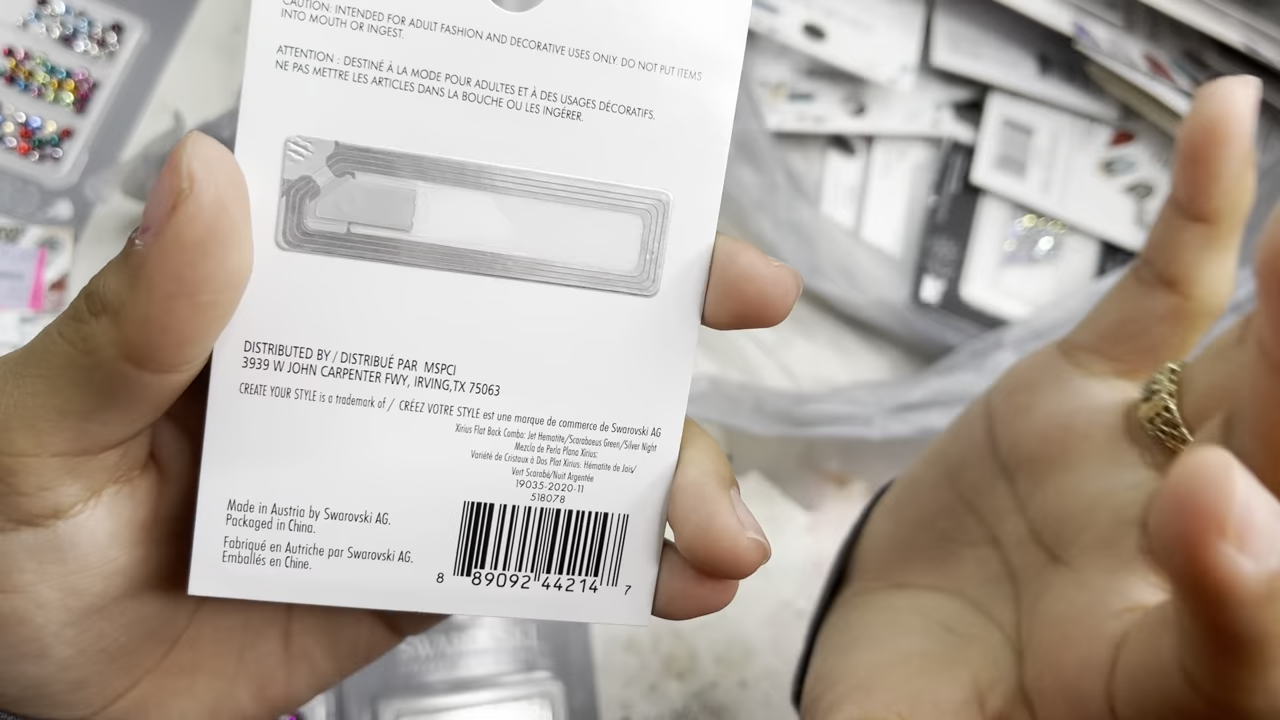 CAUTION: INTENDED FOR ADULT FASHION AND DECORATIVE USES ONLY. DO NOT PUT ITEMS
INTO MOUTH OR INGEST.
ATTENTION : DESTINÉ À LA MODE POUR ADULTES ET À DES USAGES DÉCORATIFS.
NE PAS METTRE LES ARTICLES DANS LA BOUCHE OU LES INGÉRER.
DISTRIBUTED BY / DISTRIBUÉ PAR MSPCI
3939 W JOHN CARPENTER FWY, IRVING,TX 75063
CREATE YOUR STYLE is a trademark of / CRÉEZ VOTRE STYLE est une marque de commerce de Swarovski AG
Xirius Flat Back Combo: Jet Hematite/Scarabaeus Green/Silver Night
Mezcla de Perla Plana Xirius:
Variété de Cristaux à Dos Plat Xirius: Hématite de Jais/
Vert Scarabé/Nuit Argentée
19035-2020-11
518078
Made in Austria by Swarovski AG.
Packaged in China.
Fabriqué en Autriche par Swarovski AG.
Emballés en Chine.
8 89092 44214 7
SWAROVSKI